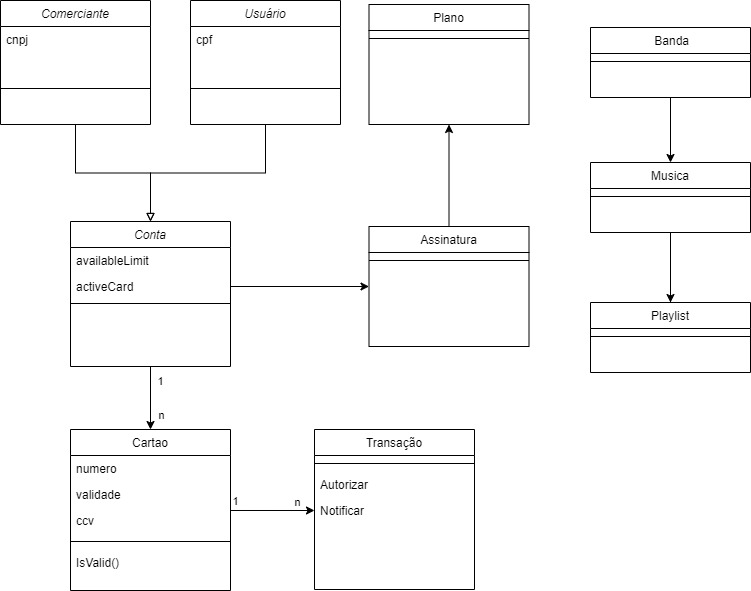 Comerciante
cnpj
Usuário
cpf
Plano
Banda
Musica
Playlist
Conta
availableLimit
activeCard
Assinatura
1
n
Cartao
numero
validade
ccv
IsValid()
1
n
Transação
Autorizar
Notificar